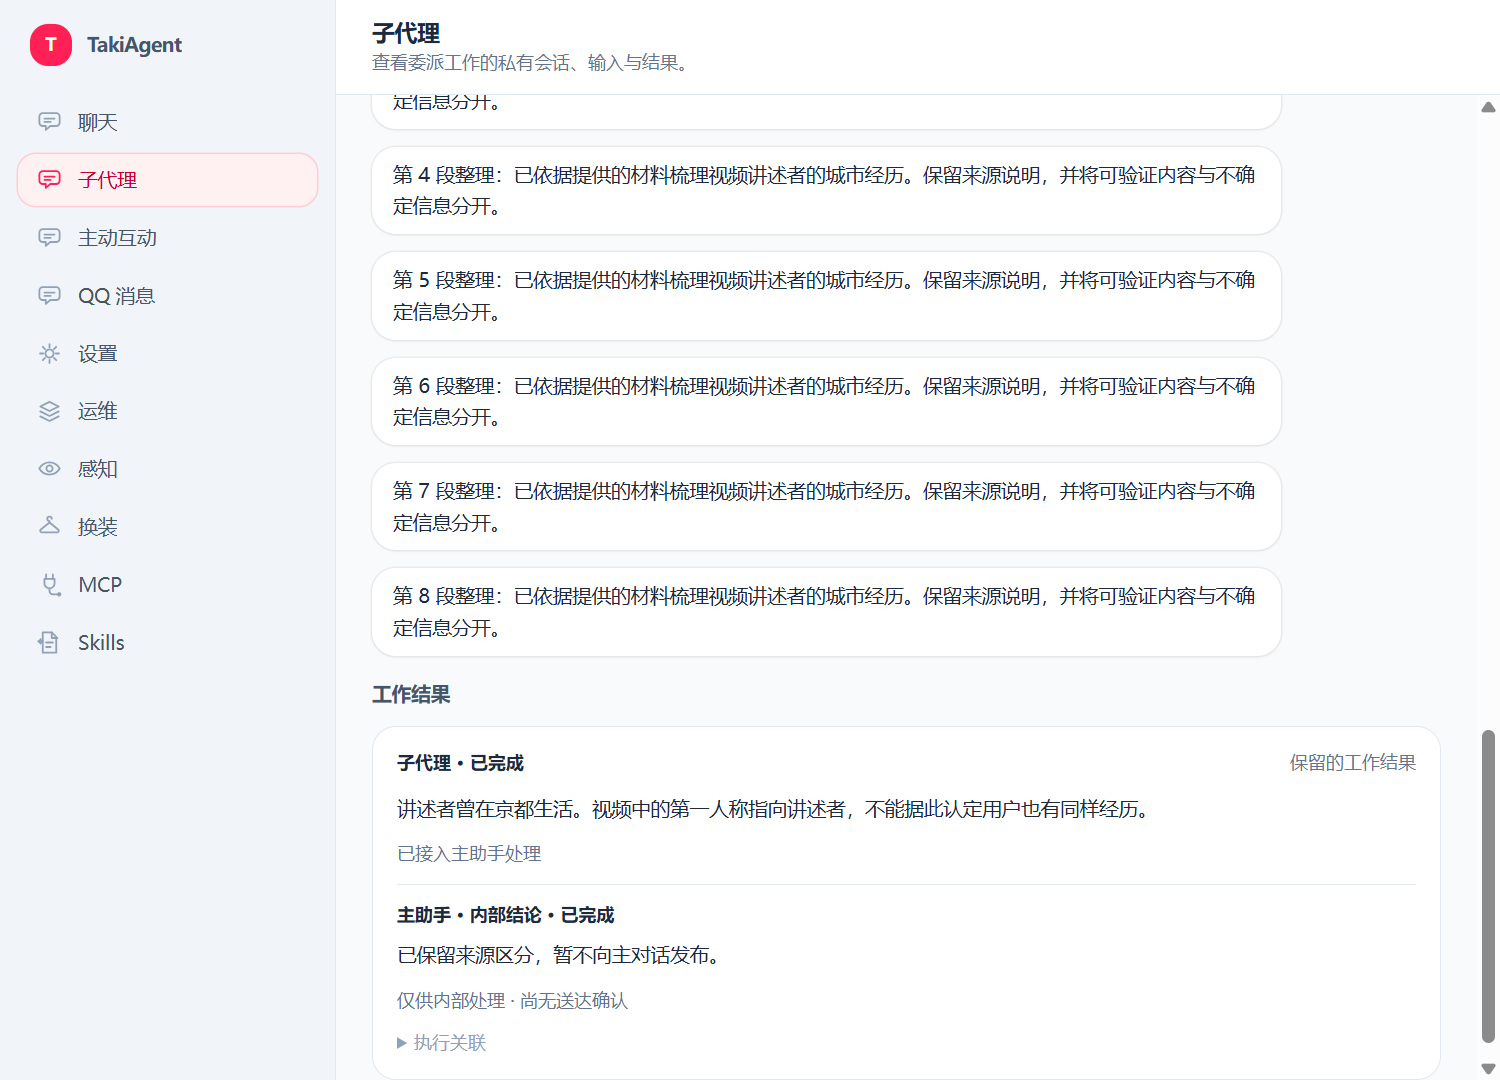 T
TakiAgent
聊天
子代理
主动互动
QQ 消息
设置
运维
感知
换装
MCP
Skills
子代理
查看委派工作的私有会话、输入与结果。
定信息分开。
第 4 段整理：已依据提供的材料梳理视频讲述者的城市经历。保留来源说明，并将可验证内容与不确
定信息分开。
第 5 段整理：已依据提供的材料梳理视频讲述者的城市经历。保留来源说明，并将可验证内容与不确
定信息分开。
第 6 段整理：已依据提供的材料梳理视频讲述者的城市经历。保留来源说明，并将可验证内容与不确
定信息分开。
第 7 段整理：已依据提供的材料梳理视频讲述者的城市经历。保留来源说明，并将可验证内容与不确
定信息分开。
第 8 段整理：已依据提供的材料梳理视频讲述者的城市经历。保留来源说明，并将可验证内容与不确
定信息分开。
工作结果
子代理 • 已完成
保留的工作结果
讲述者曾在京都生活。视频中的第一人称指向讲述者，不能据此认定用户也有同样经历。
已接入主助手处理
主助手 • 内部结论 • 已完成
已保留来源区分，暂不向主对话发布。
仅供内部处理 · 尚无送达确认
执行关联